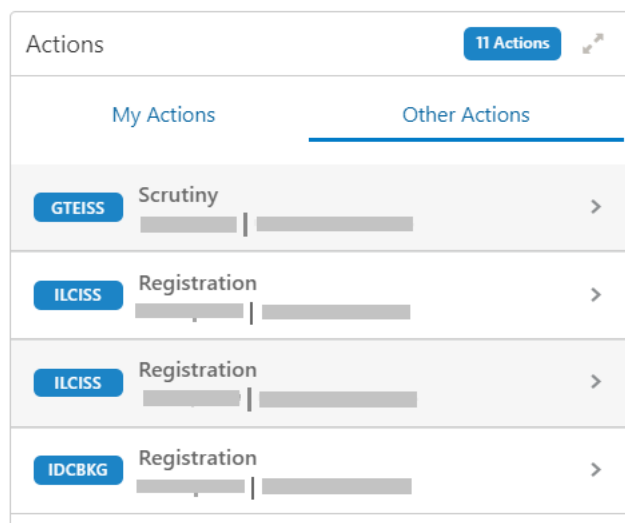 Actions
11 Actions
My Actions
Other Actions
GTEISS
Scrutiny
ILCISS
Registration
ILCISS
Registration
IDCBKG
Registration